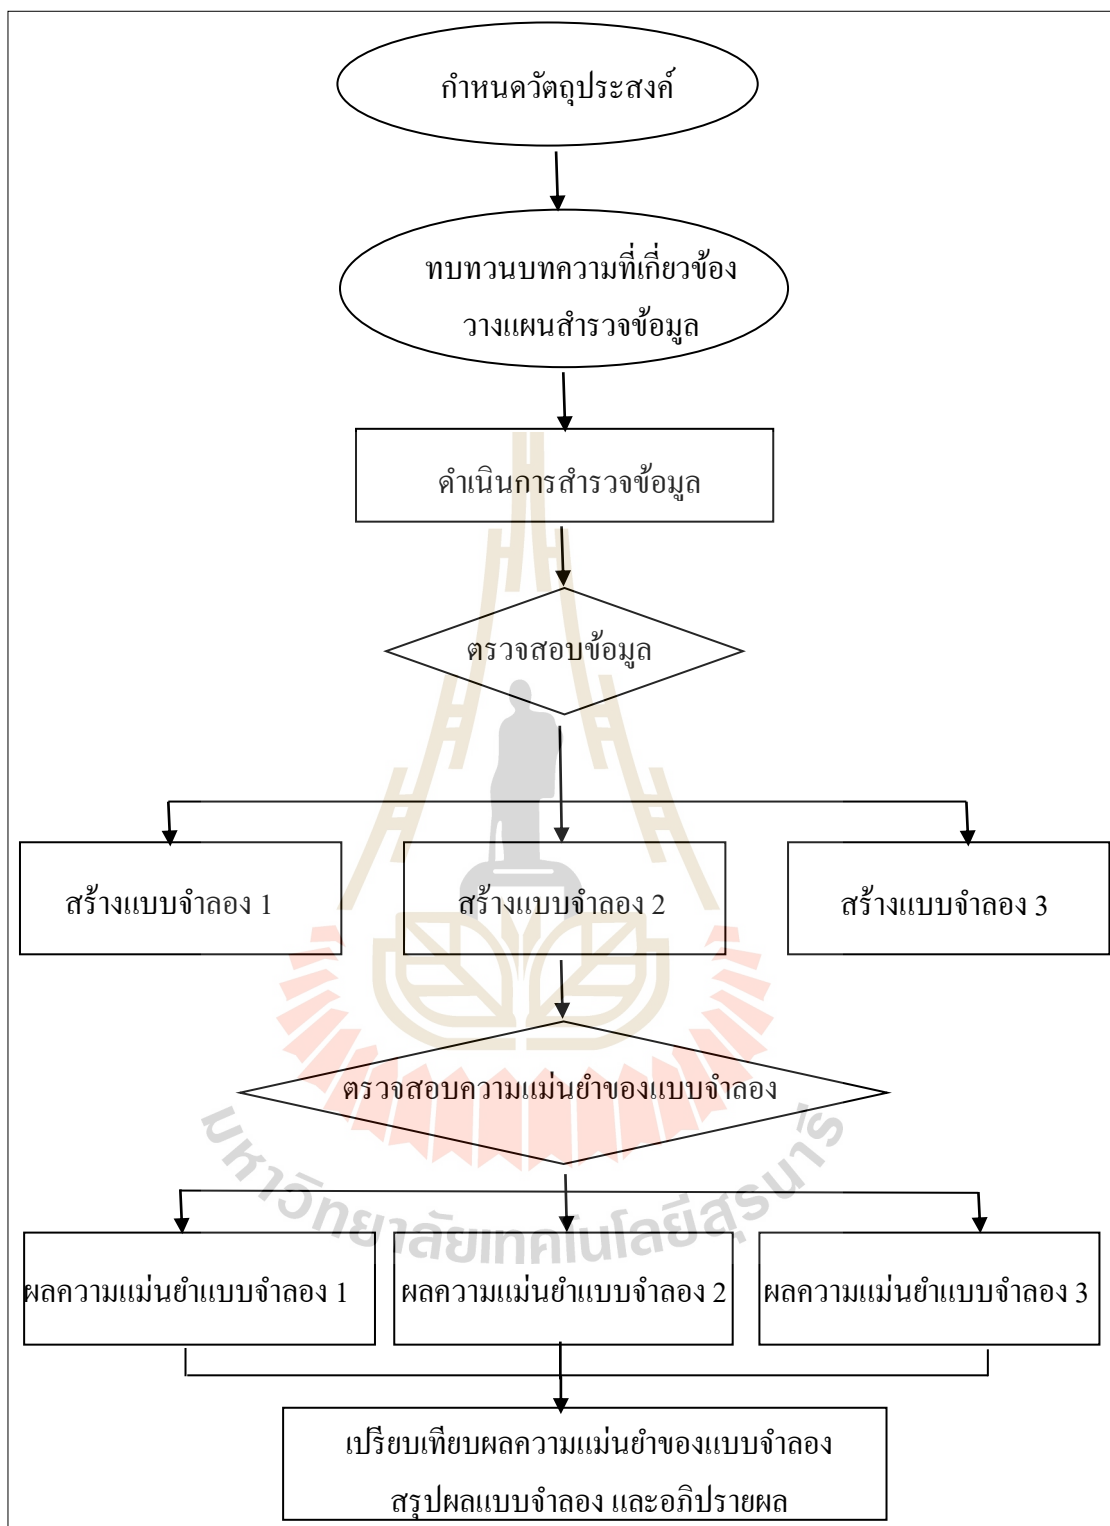 กำหนดวัตถุประสงค์
ทบทวนบทความที่เกี่ยวข้อง
วางแผนสำรวจข้อมูล
ดำเนินการสำรวจข้อมูล
ตรวจสอบข้อมูล
สร้างแบบจำลอง 1
สร้างแบบจำลอง 2
สร้างแบบจำลอง 3
ตรวจสอบความแม่นยำของแบบจำลอง
มหาวิทยาลัยเทคโนโลยีสุรนารี
ผลความแม่นยำแบบจำลอง 1
ผลความแม่นยำแบบจำลอง 2
ผลความแม่นยำแบบจำลอง 3
เปรียบเทียบผลความแม่นยำของแบบจำลอง
สรุปผลแบบจำลอง และอภิปรายผล